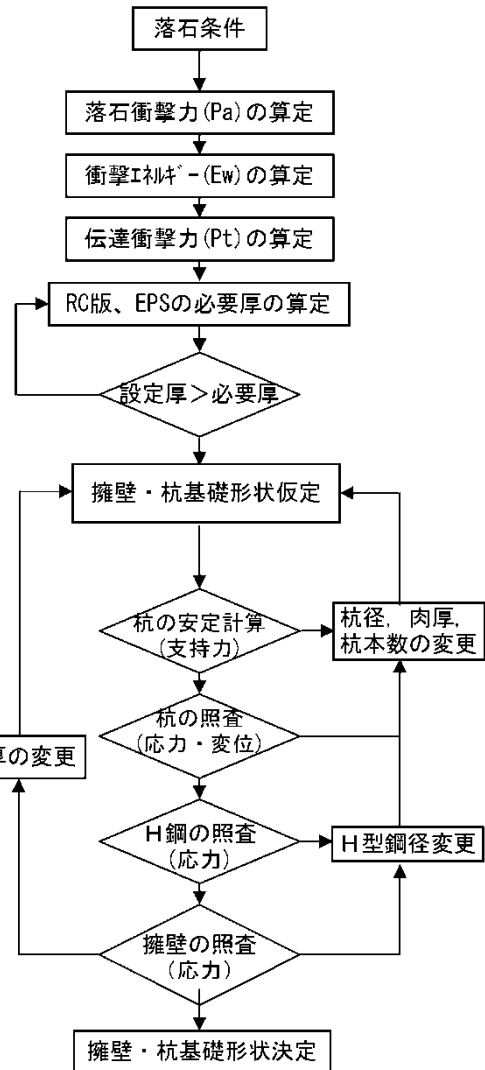 落石条件
落石衝撃力(Pa)の算定
衝撃ｴﾈﾙｷﾞｰ(Ew)の算定
伝達衝撃力(Pt)の算定
RC版、EPSの必要厚の算定
設定厚＞必要厚
擁壁・杭基礎形状仮定
杭の安定計算
(支持力)
杭径，肉厚，
杭本数の変更
杭の照査
(応力・変位)
の変更
H鋼の照査
(応力)
H型鋼径変更
擁壁の照査
(応力)
擁壁・杭基礎形状決定